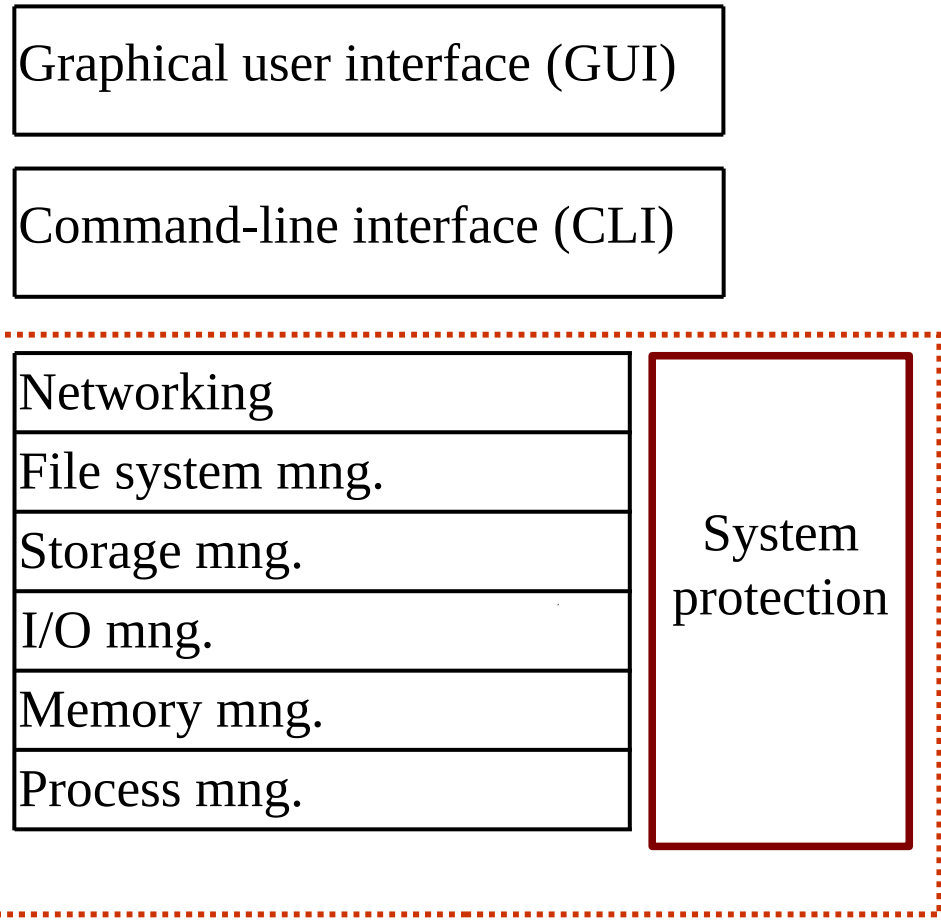 Graphical user interface (GUI)
Command-line interface (CLI)
Networking
File system mng.
Storage mng.
I/O mng.
Memory mng.
Process mng.
System
protection